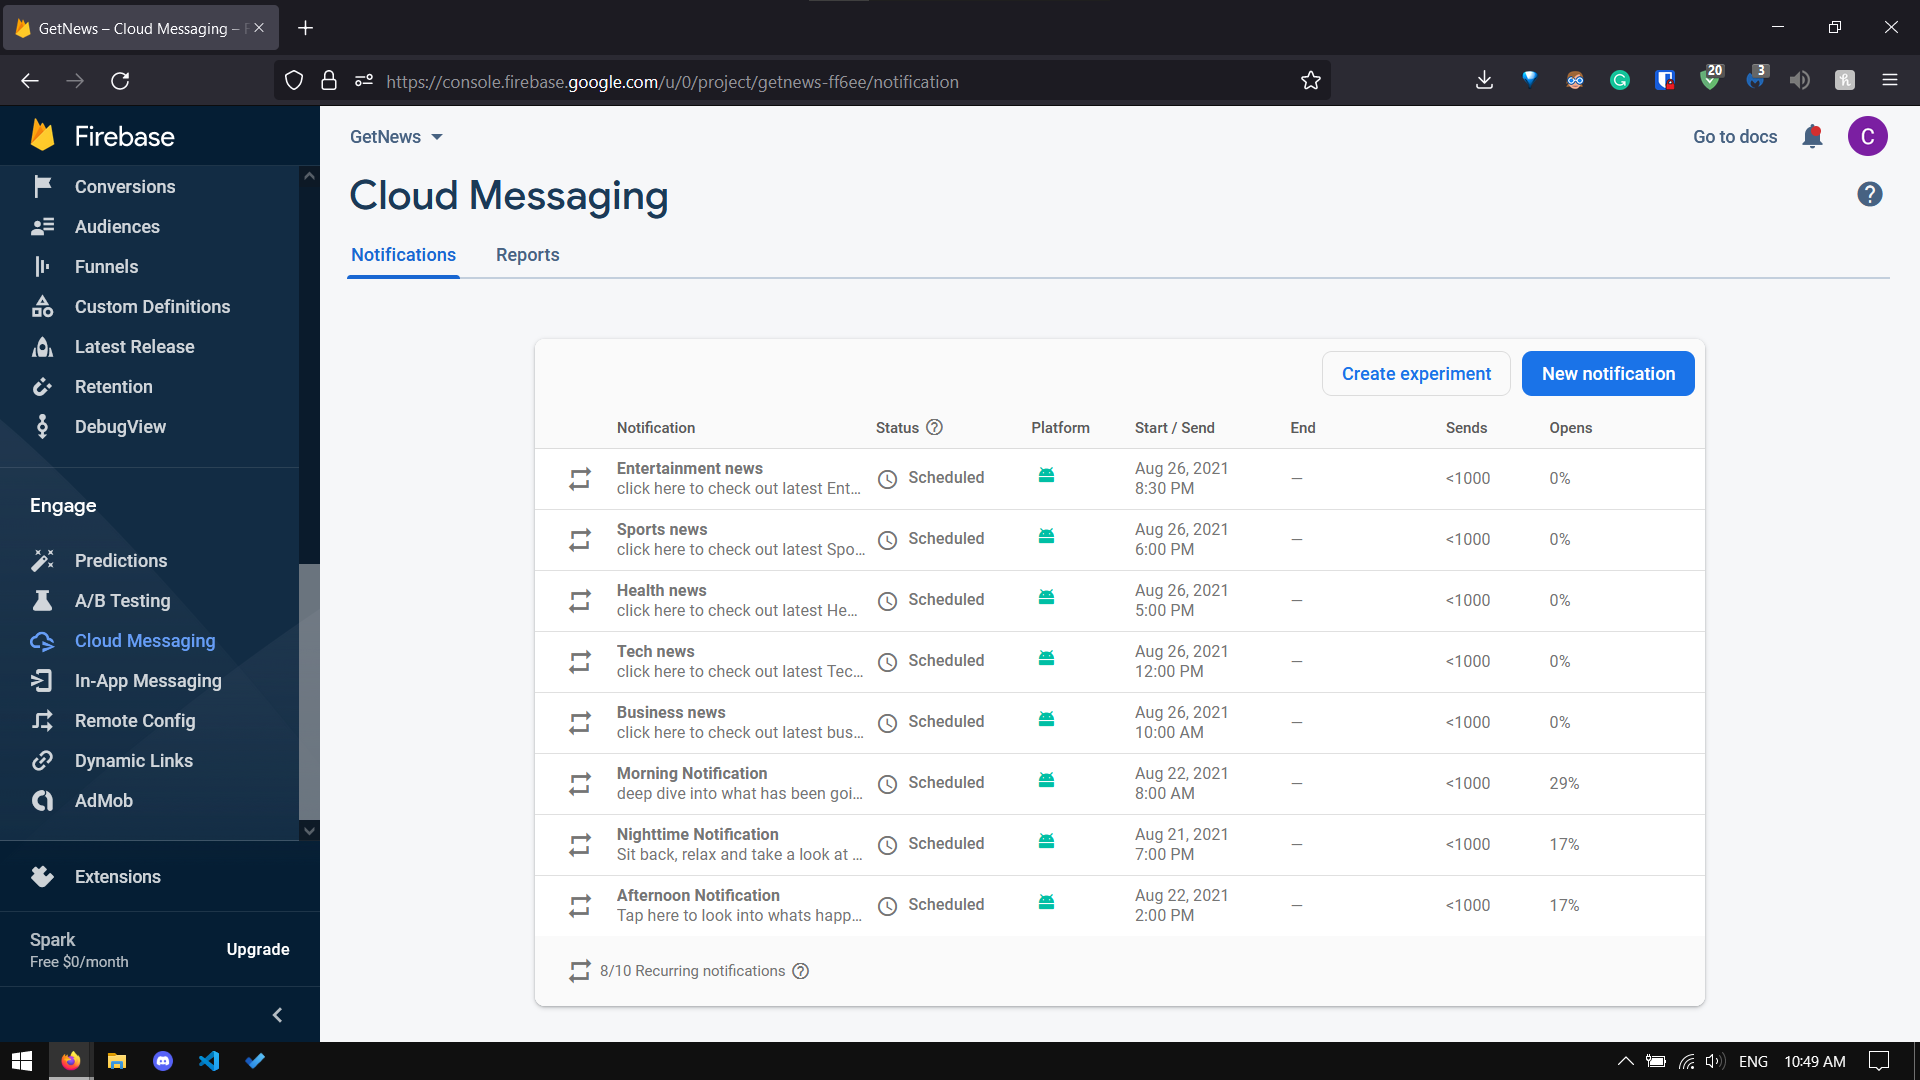 GetNews – Cloud Messaging –
https://console.firebase.google.com/u/0/project/getnews-ff6ee/notification
20
3
Firebase
Conversions
Audiences
Funnels
Custom Definitions
Latest Release
Retention
DebugView
Engage
Predictions
A/B Testing
Cloud Messaging
In-App Messaging
Remote Config
Dynamic Links
AdMob
Extensions
Spark
Free $0/month
Upgrade
GetNews
Go to docs
C
Cloud Messaging
Notifications Reports
Create experiment New notification
Notification Status Platform Start / Send End Sends Opens
Entertainment news
click here to check out latest Ent...
Scheduled
Aug 26, 2021
8:30 PM
— <1000 0%
Sports news
click here to check out latest Spo...
Scheduled
Aug 26, 2021
6:00 PM
— <1000 0%
Health news
click here to check out latest He...
Scheduled
Aug 26, 2021
5:00 PM
— <1000 0%
Tech news
click here to check out latest Tec...
Scheduled
Aug 26, 2021
12:00 PM
— <1000 0%
Business news
click here to check out latest bus...
Scheduled
Aug 26, 2021
10:00 AM
— <1000 0%
Morning Notification
deep dive into what has been goi...
Scheduled
Aug 22, 2021
8:00 AM
— <1000 29%
Nighttime Notification
Sit back, relax and take a look at ...
Scheduled
Aug 21, 2021
7:00 PM
— <1000 17%
Afternoon Notification
Tap here to look into whats happ...
Scheduled
Aug 22, 2021
2:00 PM
— <1000 17%
8/10 Recurring notifications
ENG 10:49 AM